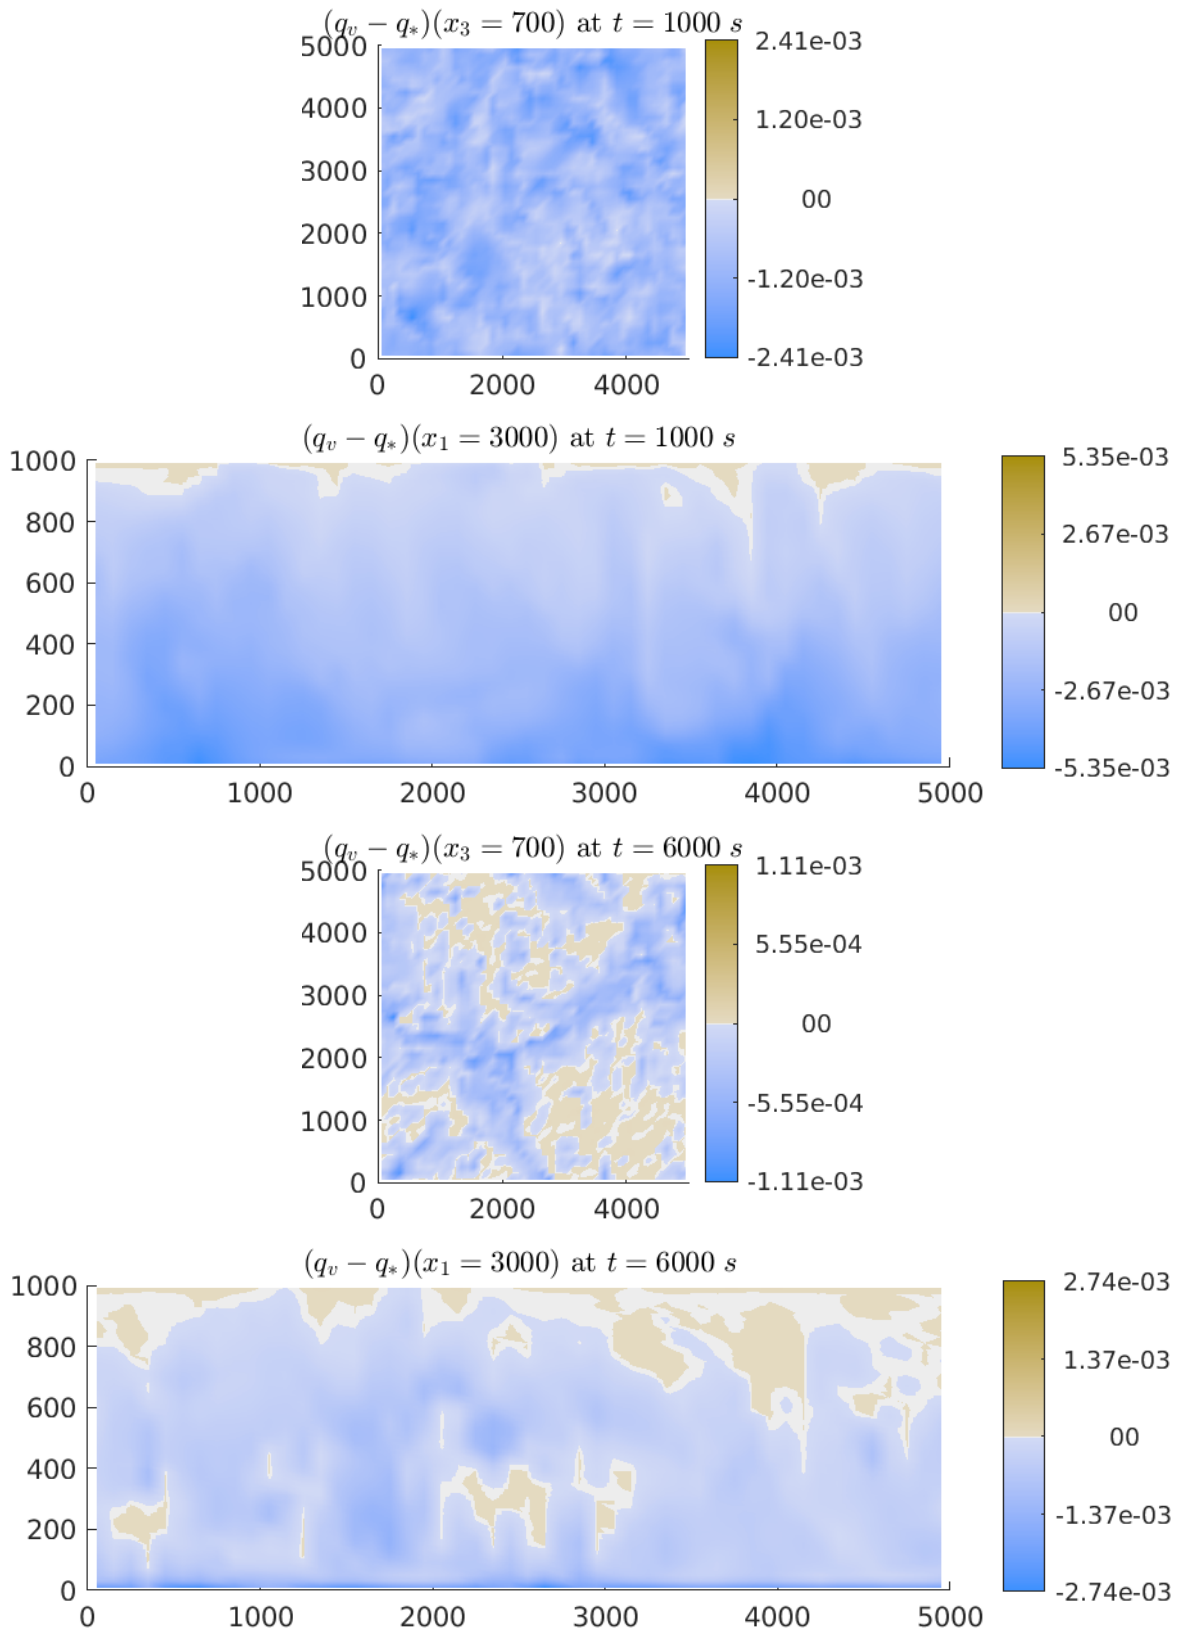 (q_v − q_*)(x_3 = 700) at t = 1000 s
5000
4000
3000
2000
1000
0
0 2000 4000
2.41e-03
1.20e-03
00
-1.20e-03
-2.41e-03
(q_v − q_*)(x_1 = 3000) at t = 1000 s
1000
800
600
400
200
0
0 1000 2000 3000 4000 5000
5.35e-03
2.67e-03
00
-2.67e-03
-5.35e-03
(q_v − q_*)(x_3 = 700) at t = 6000 s
5000
4000
3000
2000
1000
0
0 2000 4000
1.11e-03
5.55e-04
00
-5.55e-04
-1.11e-03
(q_v − q_*)(x_1 = 3000) at t = 6000 s
1000
800
600
400
200
0
0 1000 2000 3000 4000 5000
2.74e-03
1.37e-03
00
-1.37e-03
-2.74e-03